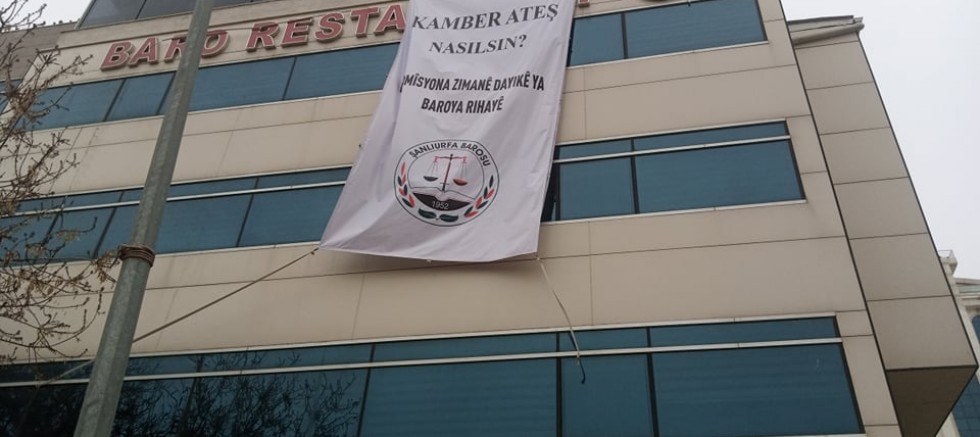 BARO RESTA
KAMBER ATEŞ
NASILSIN?
OMİSYONA ZIMANÊ DAYIKÊ YA
BAROYA RIHAYÊ
ŞANLIURFA BAROSU
1952